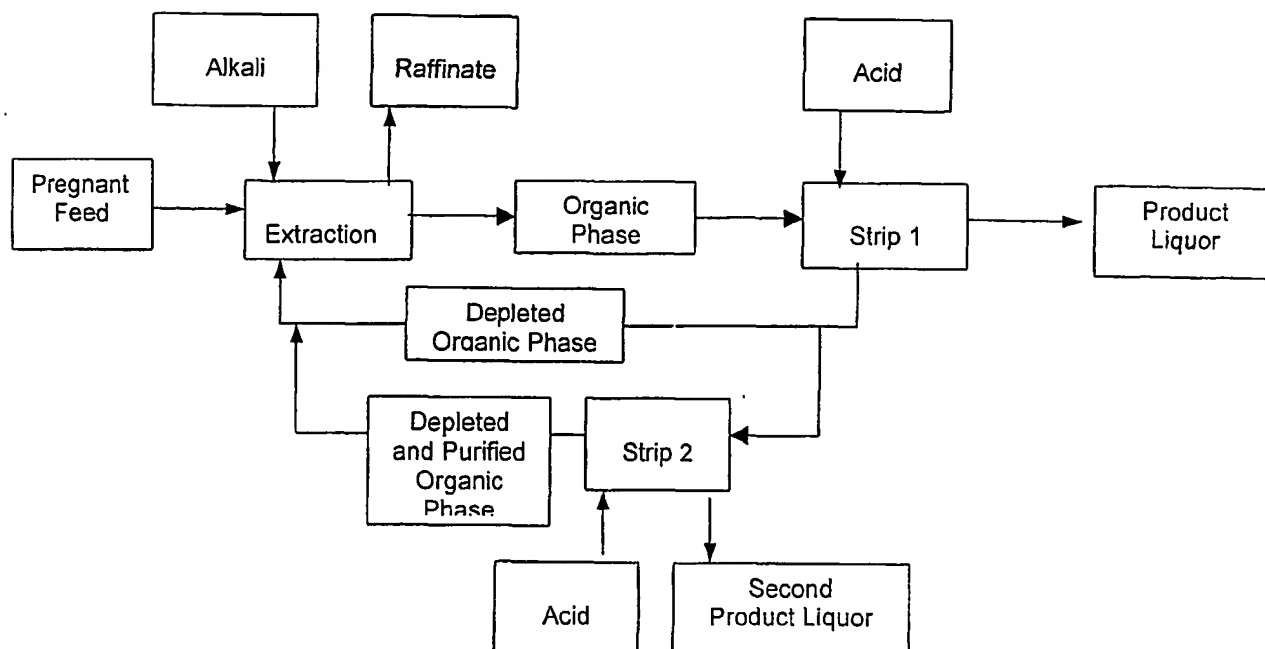 Alkali
Raffinate
Acid
Pregnant
Feed
Extraction
Organic
Phase
Strip 1
Product
Liquor
Depleted
Organic Phase
Depleted
and Purified
Organic
Phase
Strip 2
Acid
Second
Product Liquor